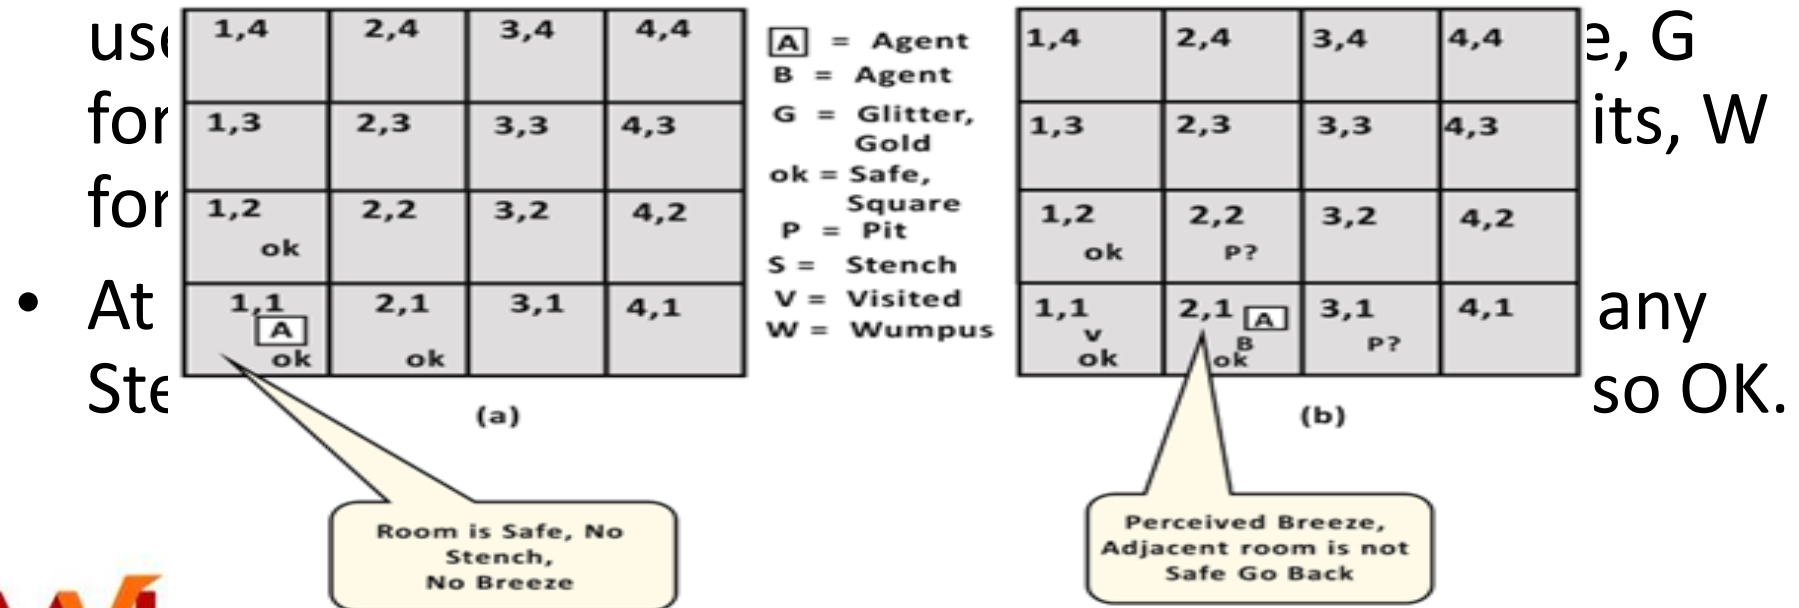 use e, G
for its, W
for
• At any
Ste so OK.
1,4 2,4 3,4 4,4
1,3 2,3 3,3 4,3
1,2 2,2 3,2 4,2
ok
1,1 2,1 3,1 4,1
A
ok ok
(a)
Room is Safe, No
Stench,
No Breeze
A = Agent
B = Agent
G = Glitter,
Gold
ok = Safe,
Square
P = Pit
S = Stench
V = Visited
W = Wumpus
1,4 2,4 3,4 4,4
1,3 2,3 3,3 4,3
1,2 2,2 3,2 4,2
ok P?
1,1 2,1 A 3,1 4,1
v B P?
ok ok
(b)
Perceived Breeze,
Adjacent room is not
Safe Go Back